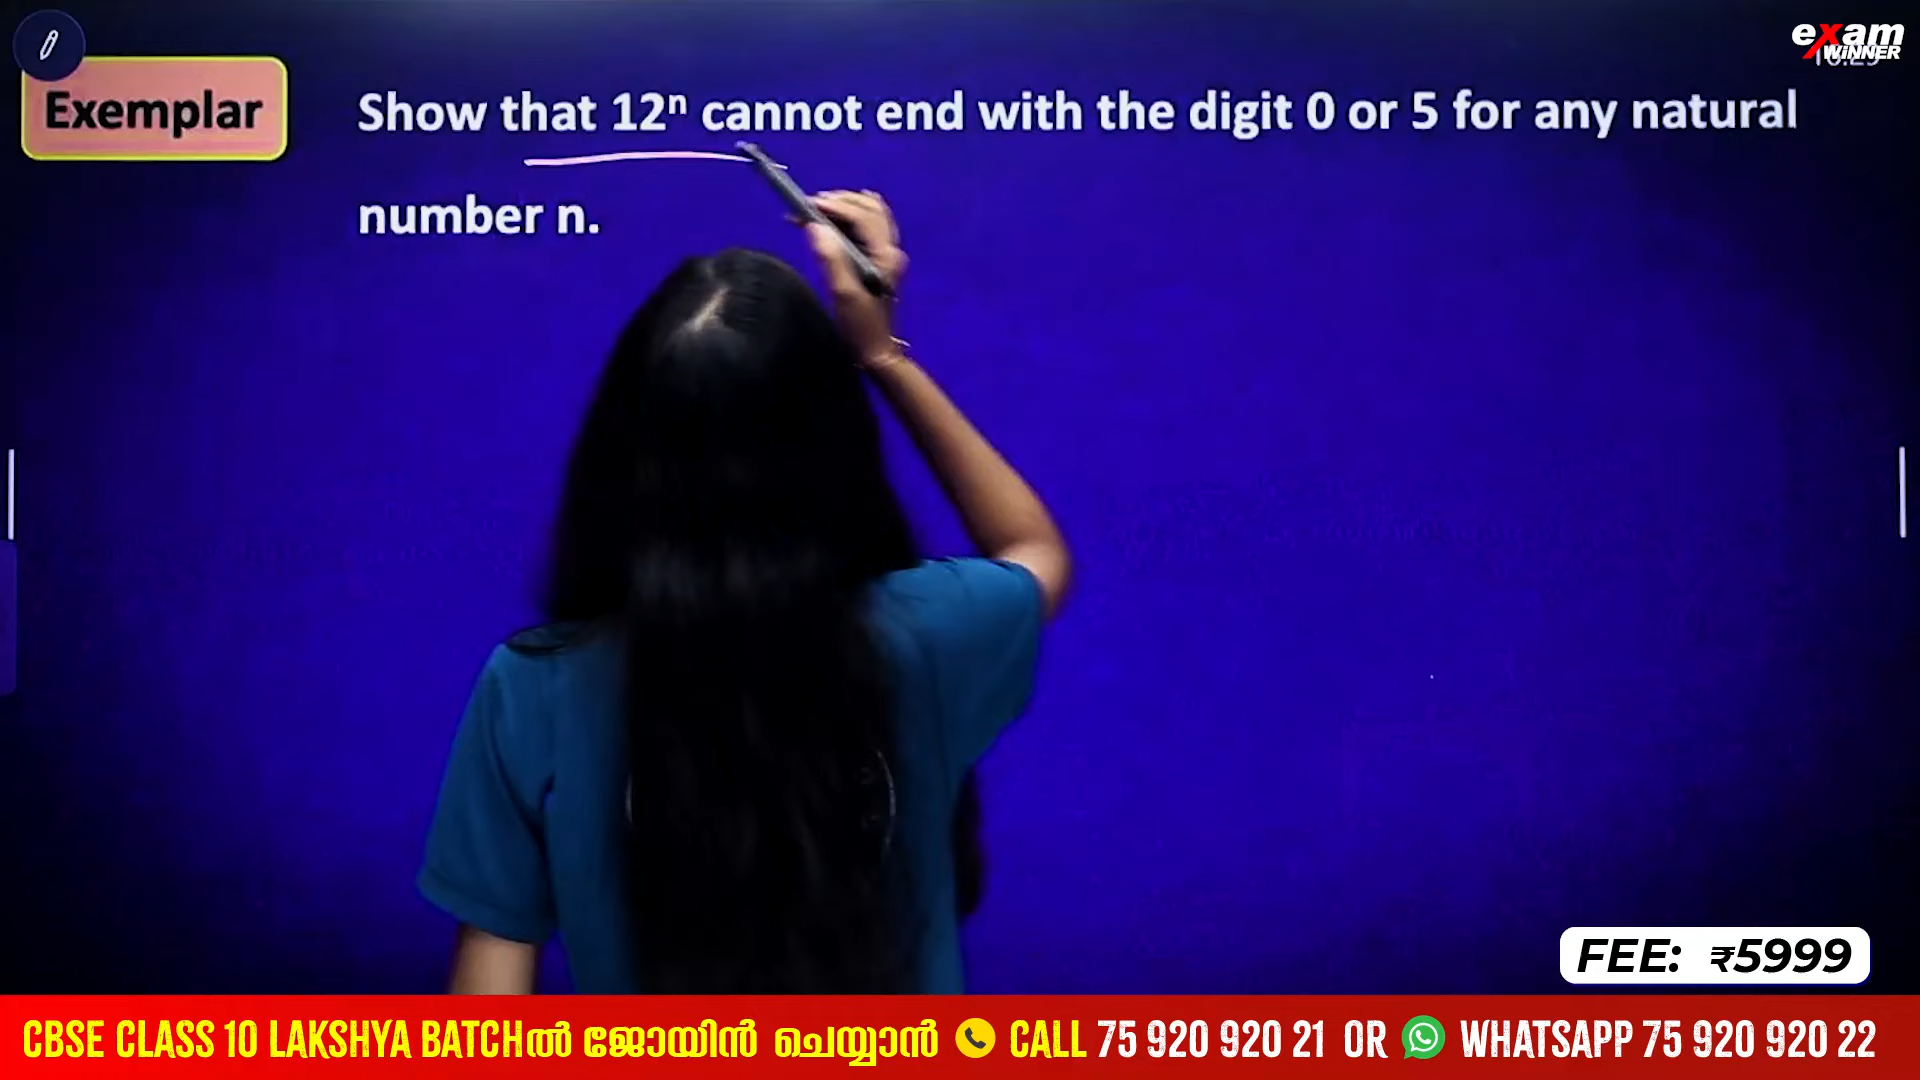 exam
WINNER
Exemplar
Show that 12ⁿ cannot end with the digit 0 or 5 for any natural
number n.
FEE: ₹5999
CBSE CLASS 10 LAKSHYA BATCHൽ ജോയിൻ ചെയ്യാൻ CALL 75 920 920 21 OR WHATSAPP 75 920 920 22